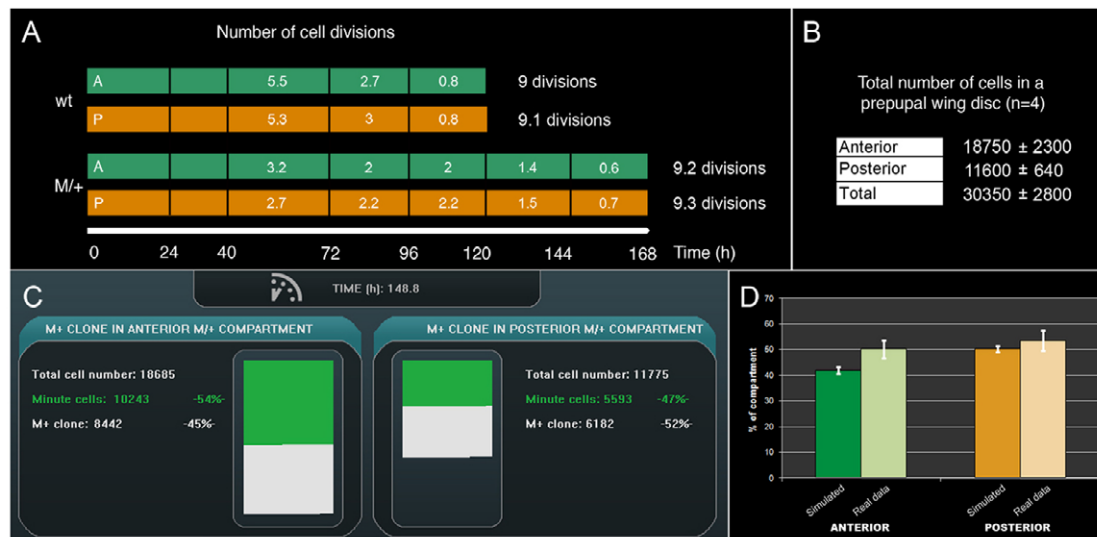 A
Number of cell divisions
wt
A 5.5 2.7 0.8 9 divisions
P 5.3 3 0.8 9.1 divisions
M/+
A 3.2 2 2 1.4 0.6 9.2 divisions
P 2.7 2.2 2.2 1.5 0.7 9.3 divisions
0 24 40 72 96 120 144 168 Time (h)
B
Total number of cells in a
prepupal wing disc (n=4)
Anterior 18750 ± 2300
Posterior 11600 ± 640
Total 30350 ± 2800
C
TIME (h): 148.8
M+ CLONE IN ANTERIOR M/+ COMPARTMENT
Total cell number: 18685
Minute cells: 10243 -54%-
M+ clone: 8442 -45%-
M+ CLONE IN POSTERIOR M/+ COMPARTMENT
Total cell number: 11775
Minute cells: 5593 -47%-
M+ clone: 6182 -52%-
D
% of compartment
70
60
50
40
30
20
10
0
Simulated Real data Simulated Real data
ANTERIOR POSTERIOR